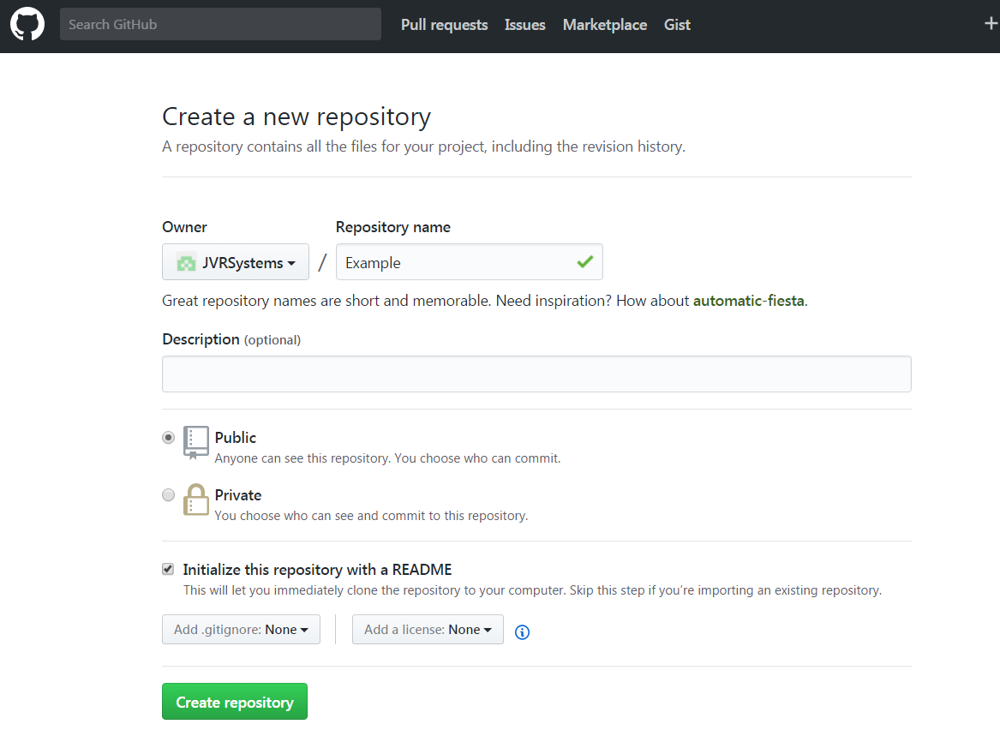 Search GitHub Pull requests Issues Marketplace Gist
Create a new repository
A repository contains all the files for your project, including the revision history.
Owner Repository name
JVRSystems / Example
Great repository names are short and memorable. Need inspiration? How about automatic-fiesta.
Description (optional)
Public
Anyone can see this repository. You choose who can commit.
Private
You choose who can see and commit to this repository.
Initialize this repository with a README
This will let you immediately clone the repository to your computer. Skip this step if you’re importing an existing repository.
Add .gitignore: None Add a license: None
Create repository